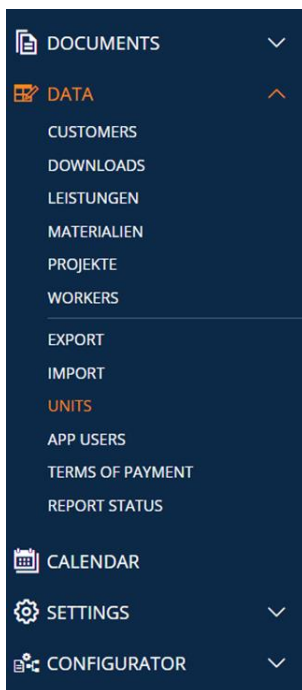 DOCUMENTS
DATA
CUSTOMERS
DOWNLOADS
LEISTUNGEN
MATERIALIEN
PROJEKTE
WORKERS
EXPORT
IMPORT
UNITS
APP USERS
TERMS OF PAYMENT
REPORT STATUS
CALENDAR
SETTINGS
CONFIGURATOR